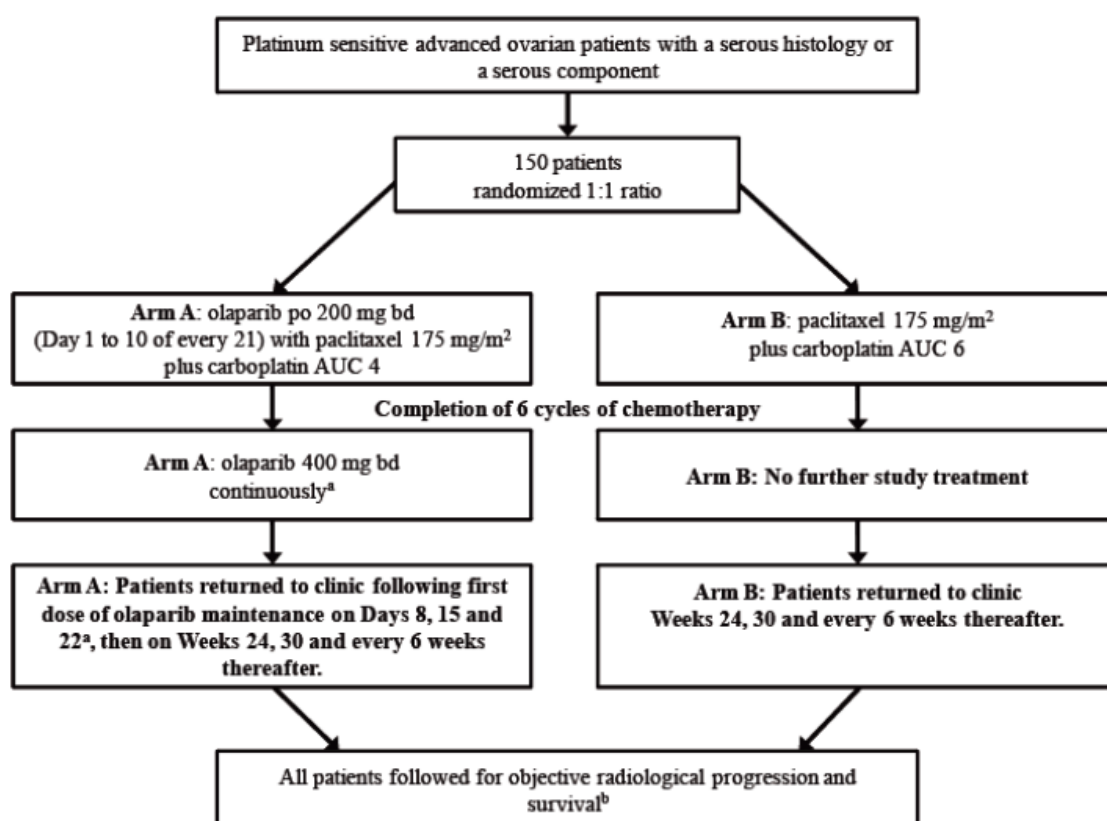 Platinum sensitive advanced ovarian patients with a serous histology or
a serous component
150 patients
randomized 1:1 ratio
Arm A: olaparib po 200 mg bd
(Day 1 to 10 of every 21) with paclitaxel 175 mg/m²
plus carboplatin AUC 4
Arm B: paclitaxel 175 mg/m²
plus carboplatin AUC 6
Completion of 6 cycles of chemotherapy
Arm A: olaparib 400 mg bd
continuouslyᵃ
Arm B: No further study treatment
Arm A: Patients returned to clinic following first
dose of olaparib maintenance on Days 8, 15 and
22ᵃ, then on Weeks 24, 30 and every 6 weeks
thereafter.
Arm B: Patients returned to clinic
Weeks 24, 30 and every 6 weeks thereafter.
All patients followed for objective radiological progression and
survivalᵇ